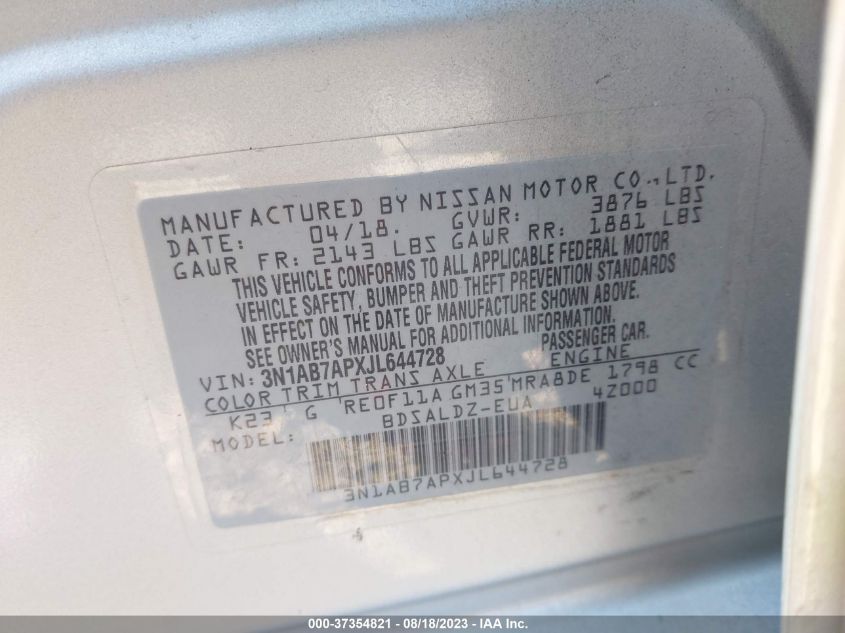 MANUFACTURED BY NISSAN MOTOR CO., LTD.
DATE: 04/18. GVWR: 3876 LBS
GAWR FR: 2143 LBS GAWR RR: 1881 LBS
THIS VEHICLE CONFORMS TO ALL APPLICABLE FEDERAL MOTOR
VEHICLE SAFETY, BUMPER AND THEFT PREVENTION STANDARDS
IN EFFECT ON THE DATE OF MANUFACTURE SHOWN ABOVE.
SEE OWNER'S MANUAL FOR ADDITIONAL INFORMATION.
VIN: 3N1AB7APXJL644728 PASSENGER CAR.
COLOR TRIM TRANS AXLE ENGINE
K23 G RE0F11A GM35 MRA8DE 1798 CC
MODEL: BDSALDZ-EUA 4Z000
3N1AB7APXJL644728
000-37354821 - 08/18/2023 - IAA Inc.